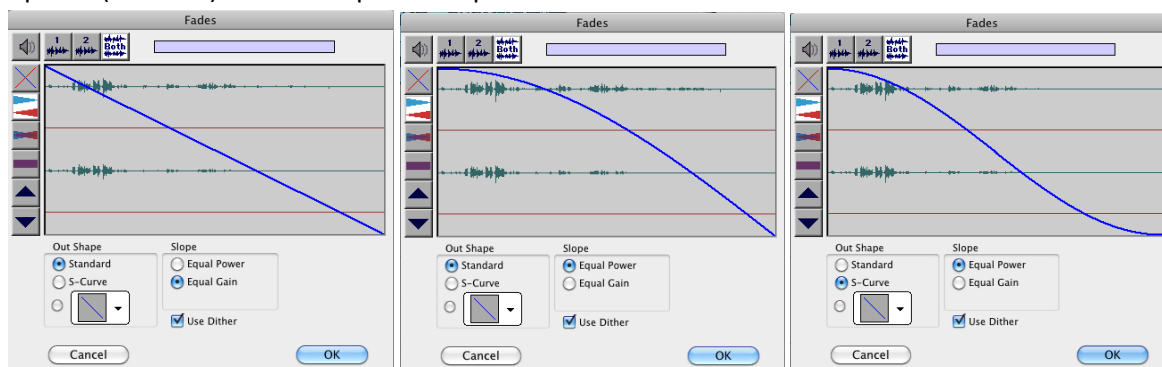 Fades
1 2 Both
Out Shape
Slope
Standard
Equal Power
S-Curve
Equal Gain
Use Dither
Cancel
OK
Fades
1 2 Both
Out Shape
Slope
Standard
Equal Power
S-Curve
Equal Gain
Use Dither
Cancel
OK
Fades
1 2 Both
Out Shape
Slope
Standard
Equal Power
S-Curve
Equal Gain
Use Dither
Cancel
OK